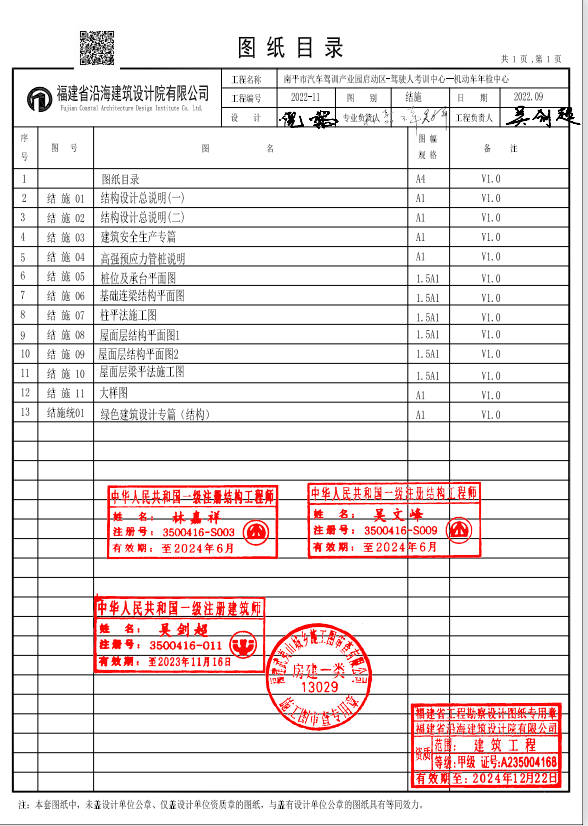 图纸目录
共 1 页 , 第 1 页
福建省沿海建筑设计院有限公司
Fujian Coastal Architecture Design Institute Co. Ltd.
工程名称 南平市汽车驾训产业园启动区-驾驶人考训中心—机动车年检中心
工程编号 2022-11 图 别 结施 日 期 2022.09
设 计 专业负责人 工程负责人 吴剑超
序号 图 号 图 名 图幅规格 备 注
1 图纸目录 A4 V1.0
2 结 施 01 结构设计总说明(一) A1 V1.0
3 结 施 02 结构设计总说明(二) A1 V1.0
4 结 施 03 建筑安全生产专篇 A1 V1.0
5 结 施 04 高强预应力管桩说明 A1 V1.0
6 结 施 05 桩位及承台平面图 1.5A1 V1.0
7 结 施 06 基础连梁结构平面图 1.5A1 V1.0
8 结 施 07 柱平法施工图 1.5A1 V1.0
9 结 施 08 屋面层结构平面图1 1.5A1 V1.0
10 结 施 09 屋面层结构平面图2 1.5A1 V1.0
11 结 施 10 屋面层梁平法施工图 1.5A1 V1.0
12 结 施 11 大样图 A1 V1.0
13 结施统01 绿色建筑设计专篇（结构） A1 V1.0
中华人民共和国一级注册结构工程师
姓 名： 林嘉祥
注册号： 3500416-S003
有效期： 至2024年6月
中华人民共和国一级注册结构工程师
姓 名： 吴文峰
注册号： 3500416-S009
有效期： 至2024年6月
中华人民共和国一级注册建筑师
姓 名： 吴剑超
注册号： 3500416-011
有效期： 至2023年11月16日
房建一类
13029
施工图审查专用章
福建省工程勘察设计图纸专用章
福建省沿海建筑设计院有限公司
资质 范围： 建筑工程
等级：甲级 证号:A235004168
有效期至：2024年12月22日
注：本套图纸中，未盖设计单位公章、仅盖设计单位资质章的图纸，与盖有设计单位公章的图纸具有等同效力。